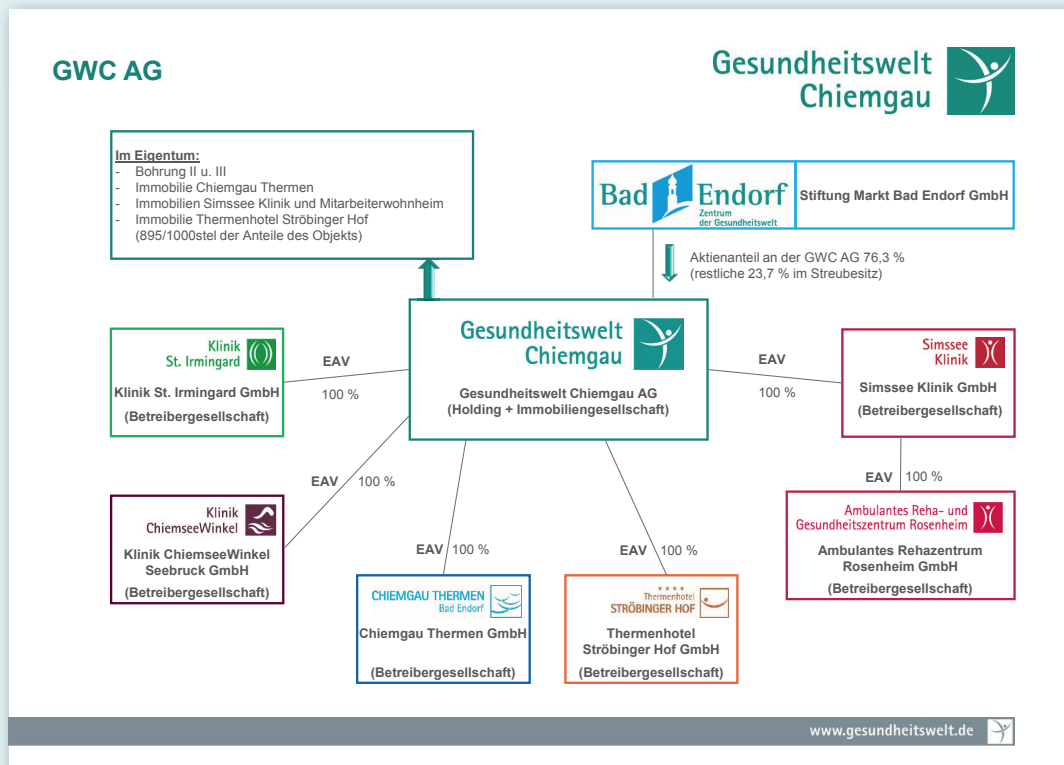 GWC AG
Gesundheitswelt
Chiemgau
Im Eigentum:
- Bohrung II u. III
- Immobilie Chiemgau Thermen
- Immobilien Simssee Klinik und Mitarbeiterwohnheim
- Immobilie Thermenhotel Ströbinger Hof
(895/1000stel der Anteile des Objekts)
Bad Endorf
Zentrum
der Gesundheitswelt
Stiftung Markt Bad Endorf GmbH
Aktienanteil an der GWC AG 76,3 %
(restliche 23,7 % im Streubesitz)
Gesundheitswelt
Chiemgau
Gesundheitswelt Chiemgau AG
(Holding + Immobiliengesellschaft)
Klinik
St. Irmingard
Klinik St. Irmingard GmbH
(Betreibergesellschaft)
EAV
100 %
EAV
100 %
Simssee
Klinik
Simssee Klinik GmbH
(Betreibergesellschaft)
EAV 100 %
Klinik
ChiemseeWinkel
Klinik ChiemseeWinkel
Seebruck GmbH
(Betreibergesellschaft)
EAV 100 %
Ambulantes Reha- und
Gesundheitszentrum Rosenheim
Ambulantes Rehazentrum
Rosenheim GmbH
(Betreibergesellschaft)
EAV 100 %
CHIEMGAU THERMEN
Bad Endorf
Chiemgau Thermen GmbH
(Betreibergesellschaft)
EAV 100 %
Thermenhotel
STRÖBINGER HOF
Thermenhotel
Ströbinger Hof GmbH
(Betreibergesellschaft)
www.gesundheitswelt.de